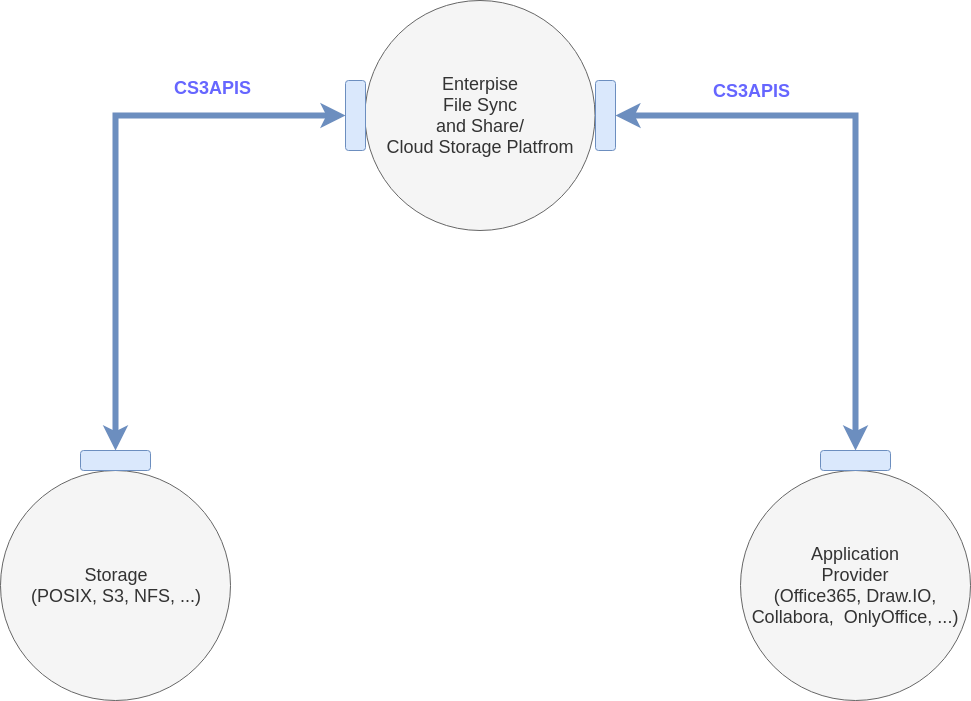 CS3APIS
Enterpise
File Sync
and Share/
Cloud Storage Platfrom
CS3APIS
Storage
(POSIX, S3, NFS, ...)
Application
Provider
(Office365, Draw.IO,
Collabora,  OnlyOffice, ...)